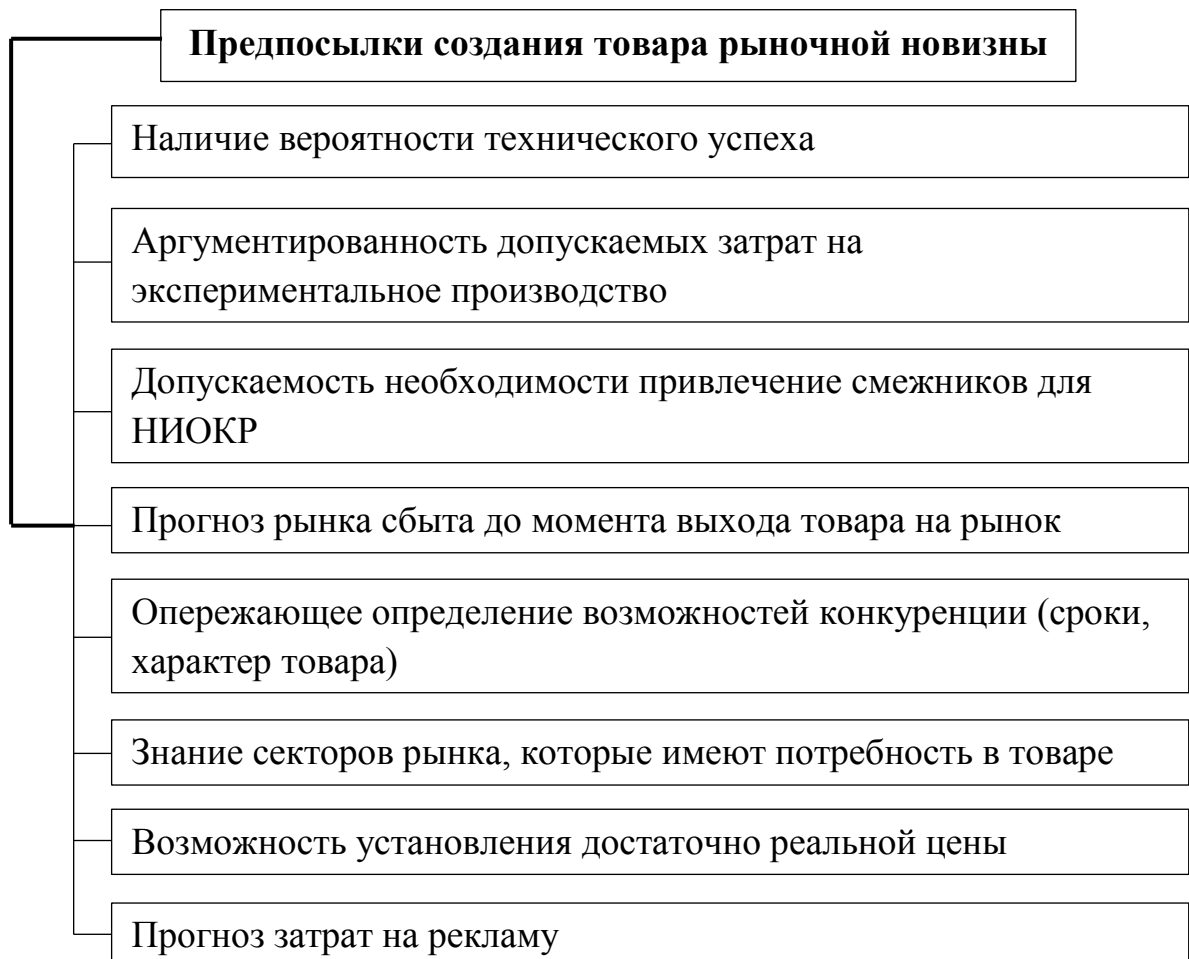 Предпосылки создания товара рыночной новизны
Наличие вероятности технического успеха
Аргументированность допускаемых затрат на
экспериментальное производство
Допускаемость необходимости привлечение смежников для
НИОКР
Прогноз рынка сбыта до момента выхода товара на рынок
Опережающее определение возможностей конкуренции (сроки,
характер товара)
Знание секторов рынка, которые имеют потребность в товаре
Возможность установления достаточно реальной цены
Прогноз затрат на рекламу